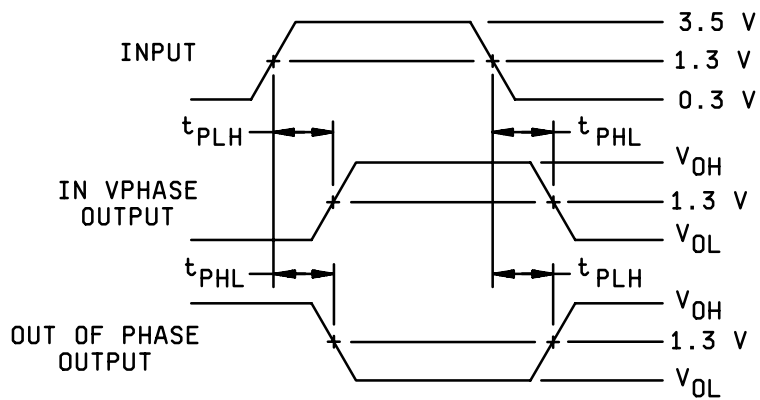 3.5 V
INPUT
1.3 V
0.3 V
tPLH
tPHL
VOH
IN VPHASE
OUTPUT
1.3 V
VOL
tPHL
tPLH
VOH
OUT OF PHASE
OUTPUT
1.3 V
VOL